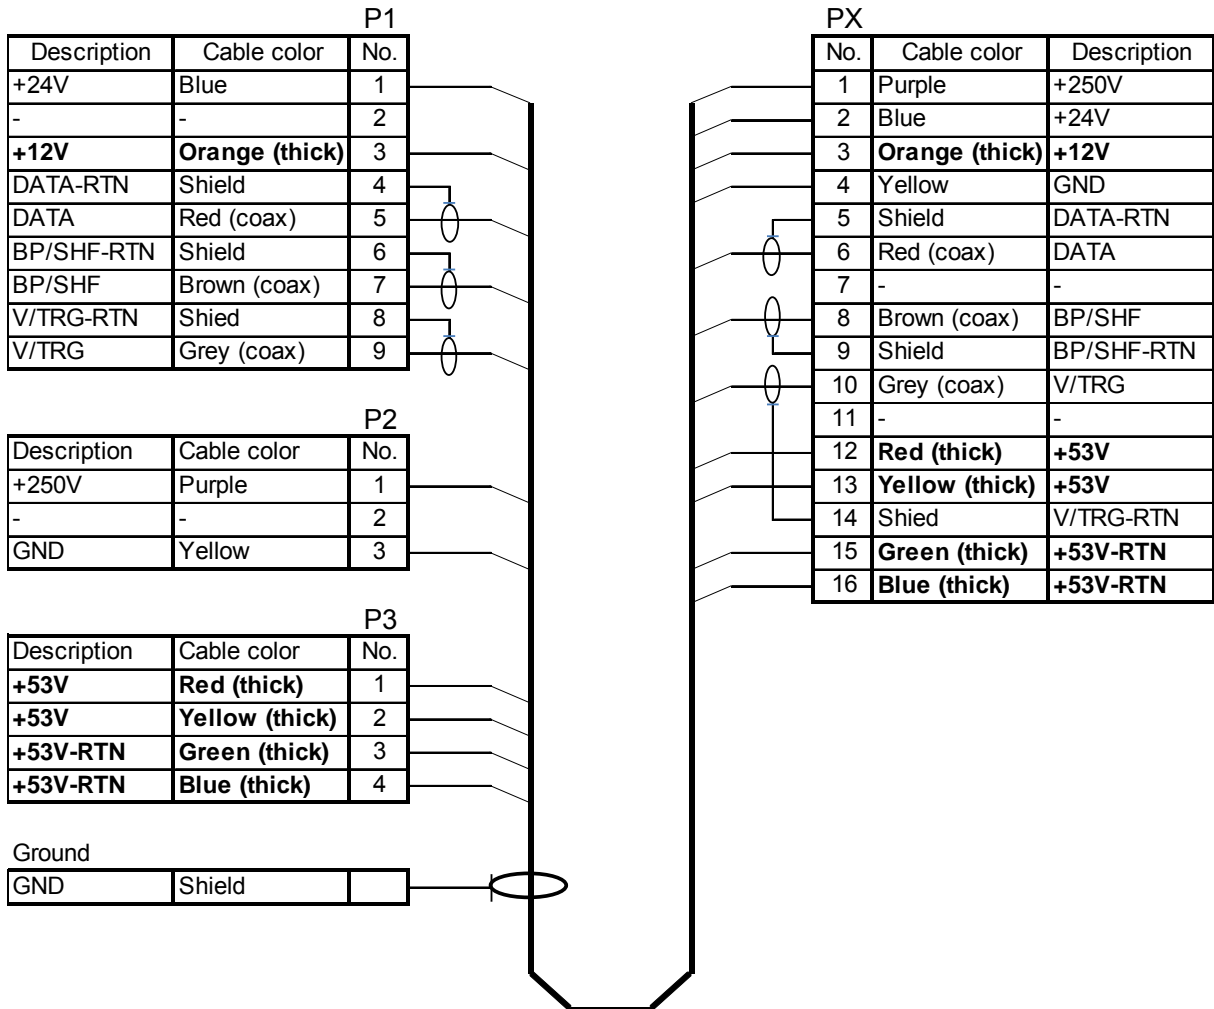 P1
Description Cable color No.
+24V Blue 1
- - 2
+12V Orange (thick) 3
DATA-RTN Shield 4
DATA Red (coax) 5
BP/SHF-RTN Shield 6
BP/SHF Brown (coax) 7
V/TRG-RTN Shied 8
V/TRG Grey (coax) 9
P2
Description Cable color No.
+250V Purple 1
- - 2
GND Yellow 3
P3
Description Cable color No.
+53V Red (thick) 1
+53V Yellow (thick) 2
+53V-RTN Green (thick) 3
+53V-RTN Blue (thick) 4
Ground
GND Shield
PX
No. Cable color Description
1 Purple +250V
2 Blue +24V
3 Orange (thick) +12V
4 Yellow GND
5 Shield DATA-RTN
6 Red (coax) DATA
7 - -
8 Brown (coax) BP/SHF
9 Shield BP/SHF-RTN
10 Grey (coax) V/TRG
11 - -
12 Red (thick) +53V
13 Yellow (thick) +53V
14 Shied V/TRG-RTN
15 Green (thick) +53V-RTN
16 Blue (thick) +53V-RTN